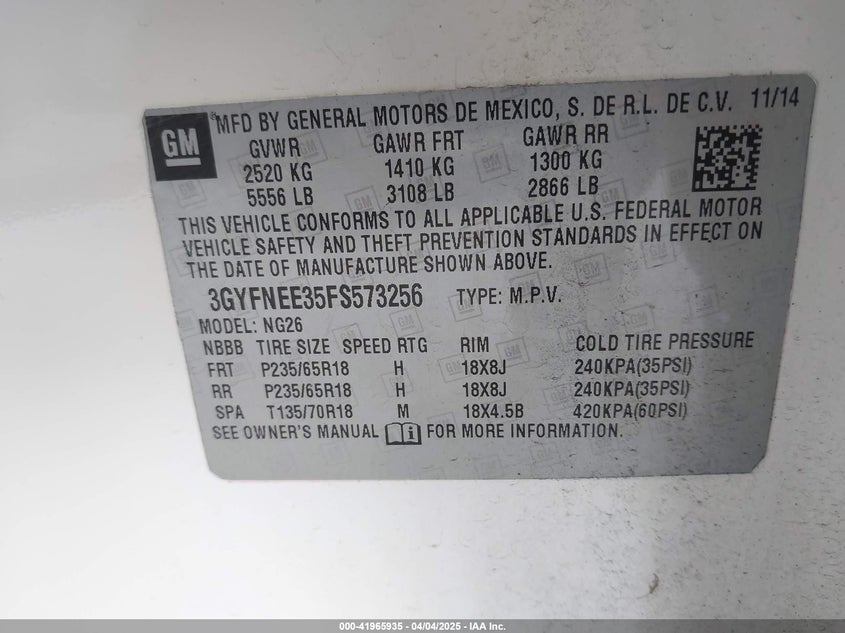 GM
MFD BY GENERAL MOTORS DE MEXICO, S. DE R.L. DE C.V. 11/14
GVWR GAWR FRT GAWR RR
2520 KG 1410 KG 1300 KG
5556 LB 3108 LB 2866 LB
THIS VEHICLE CONFORMS TO ALL APPLICABLE U.S. FEDERAL MOTOR
VEHICLE SAFETY AND THEFT PREVENTION STANDARDS IN EFFECT ON
THE DATE OF MANUFACTURE SHOWN ABOVE.
3GYFNEE35FS573256 TYPE: M.P.V.
MODEL: NG26
NBBB TIRE SIZE SPEED RTG RIM COLD TIRE PRESSURE
FRT P235/65R18 H 18X8J 240KPA(35PSI)
RR P235/65R18 H 18X8J 240KPA(35PSI)
SPA T135/70R18 M 18X4.5B 420KPA(60PSI)
SEE OWNER'S MANUAL FOR MORE INFORMATION.
000-41965935 - 04/04/2025 - IAA Inc.